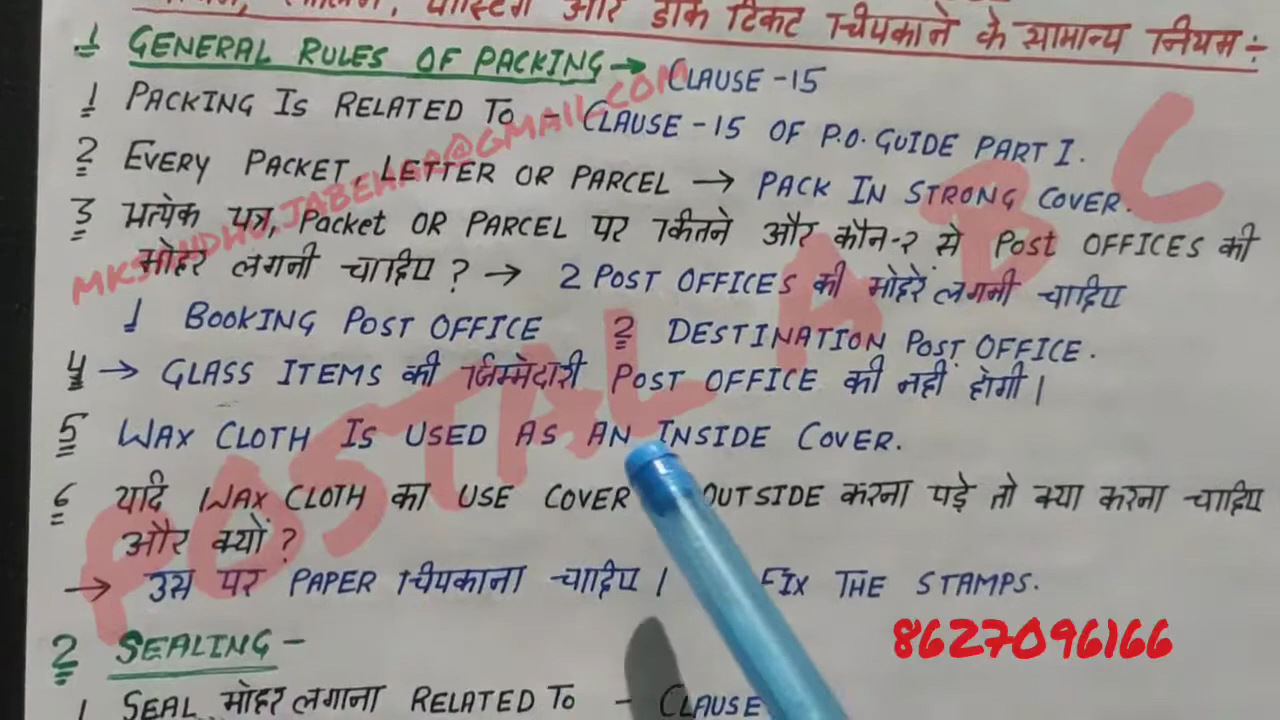 पोस्टिंग और डाक टिकट चिपकाने के सामान्य नियम :-
1 GENERAL RULES OF PACKING → CLAUSE-15
1 PACKING IS RELATED TO - CLAUSE-15 OF P.O. GUIDE PART I.
2 EVERY PACKET, LETTER OR PARCEL → PACK IN STRONG COVER.
3 प्रत्येक पत्र, Packet OR PARCEL पर कितने और कौन-२ से POST OFFICES की
मोहर लगनी चाहिए ? → 2 POST OFFICES की मोहरें लगनी चाहिए
1 BOOKING POST OFFICE 2 DESTINATION POST OFFICE.
4 → GLASS ITEMS की जिम्मेदारी POST OFFICE की नहीं होगी।
5 WAX CLOTH IS USED AS AN INSIDE COVER.
6 यदि WAX CLOTH का USE COVER OUTSIDE करना पड़े तो क्या करना चाहिए
और क्यों ?
→ उस पर PAPER चिपकाना चाहिए। FIX THE STAMPS.
2 SEALING -
1 SEAL मोहर लगाना RELATED TO - CLAUSE
MKSANDHUJABEHAR@GMAIL.COM
POSTAL A B C
8627096166